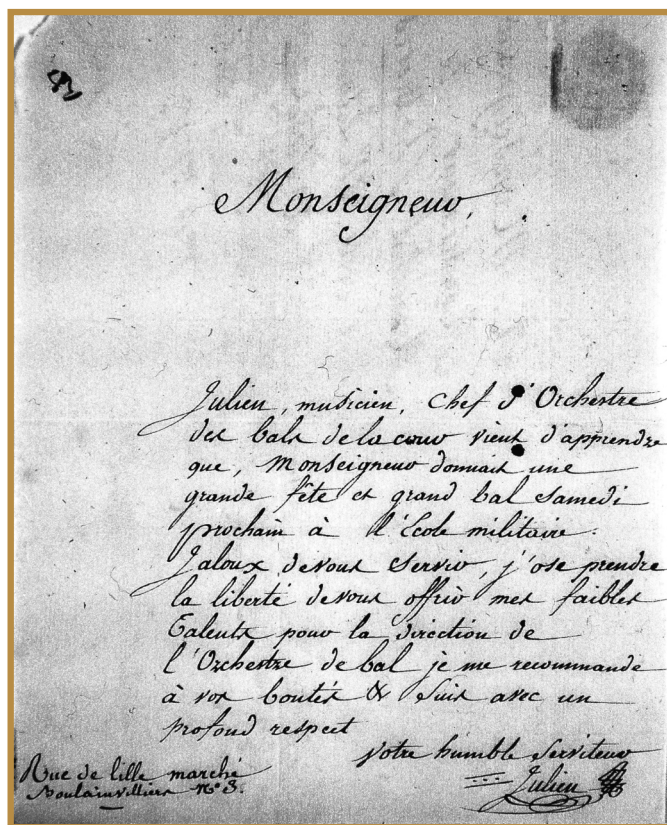 Monseigneur,
Julien, musicien, chef d'Orchestre
des bals de la cour vient d'apprendre
que, Monseigneur donnait une
grande fête et grand bal samedi
prochain à l'École militaire.
Jaloux de vous servir, j'ose prendre
la liberté de vous offrir mes faibles
talents pour la direction de
l'Orchestre de bal je me recommande
à vos bontés & suis avec un
profond respect
votre humble serviteur
Julien
Rue de lille marché
Boulainvilliers N° 3.